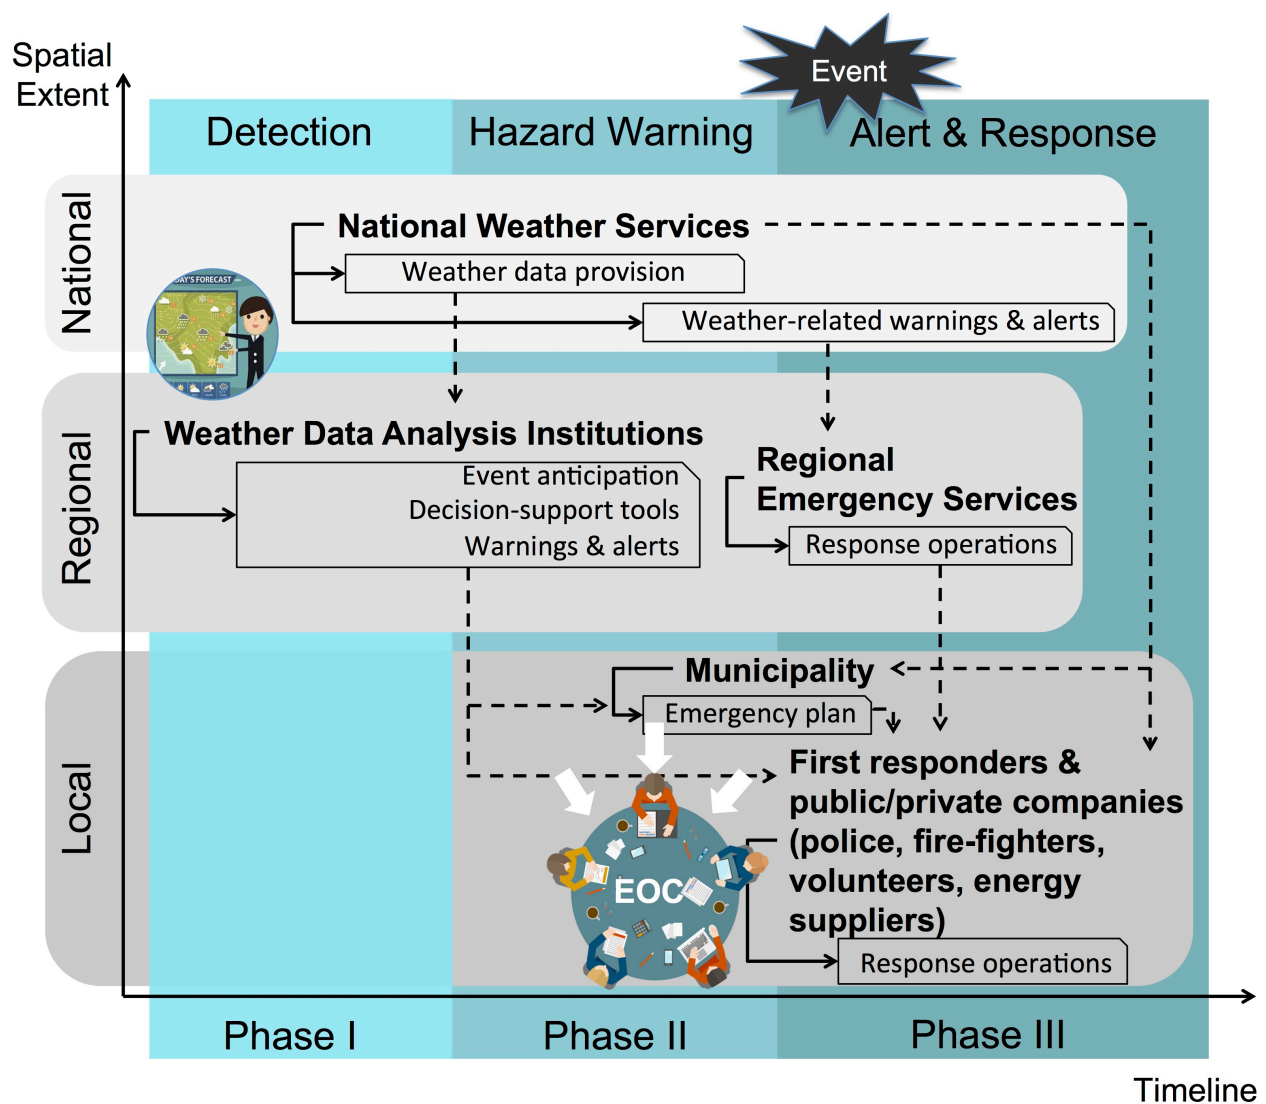 Spatial
Extent
Event
Detection
Hazard Warning
Alert & Response
National
National Weather Services
Weather data provision
Weather-related warnings & alerts
DAY'S FORECAST
Regional
Weather Data Analysis Institutions
Event anticipation
Decision-support tools
Warnings & alerts
Regional
Emergency Services
Response operations
Local
Municipality
Emergency plan
First responders &
public/private companies
(police, fire-fighters,
volunteers, energy
suppliers)
Response operations
EOC
Phase I
Phase II
Phase III
Timeline